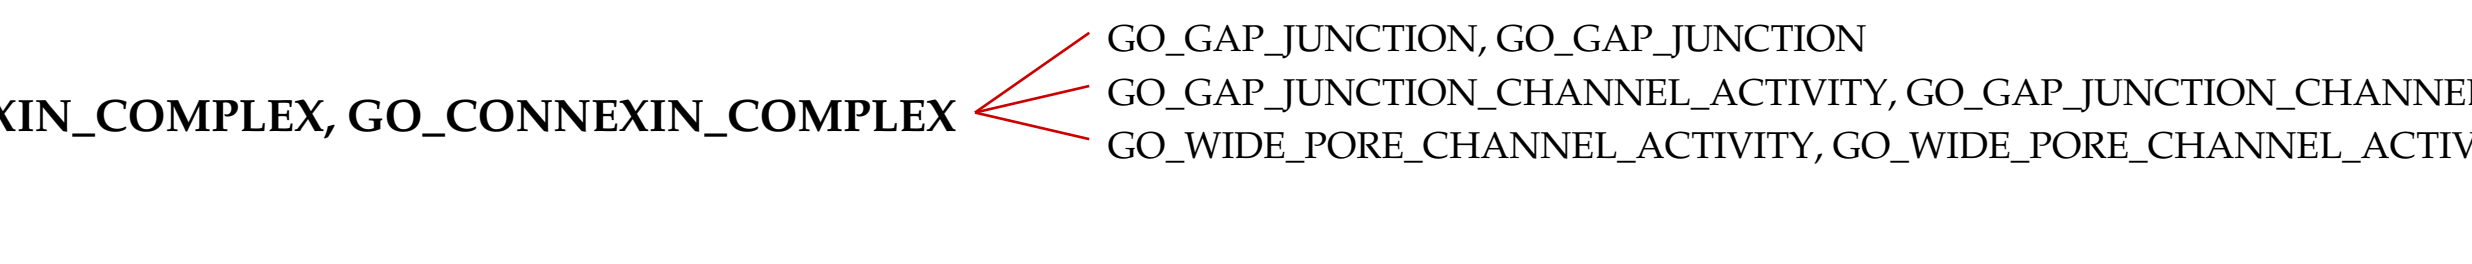 GO_GAP_JUNCTION, GO_GAP_JUNCTION
GO_GAP_JUNCTION_CHANNEL_ACTIVITY, GO_GAP_JUNCTION_CHANNEL
XIN_COMPLEX, GO_CONNEXIN_COMPLEX
GO_WIDE_PORE_CHANNEL_ACTIVITY, GO_WIDE_PORE_CHANNEL_ACTIV